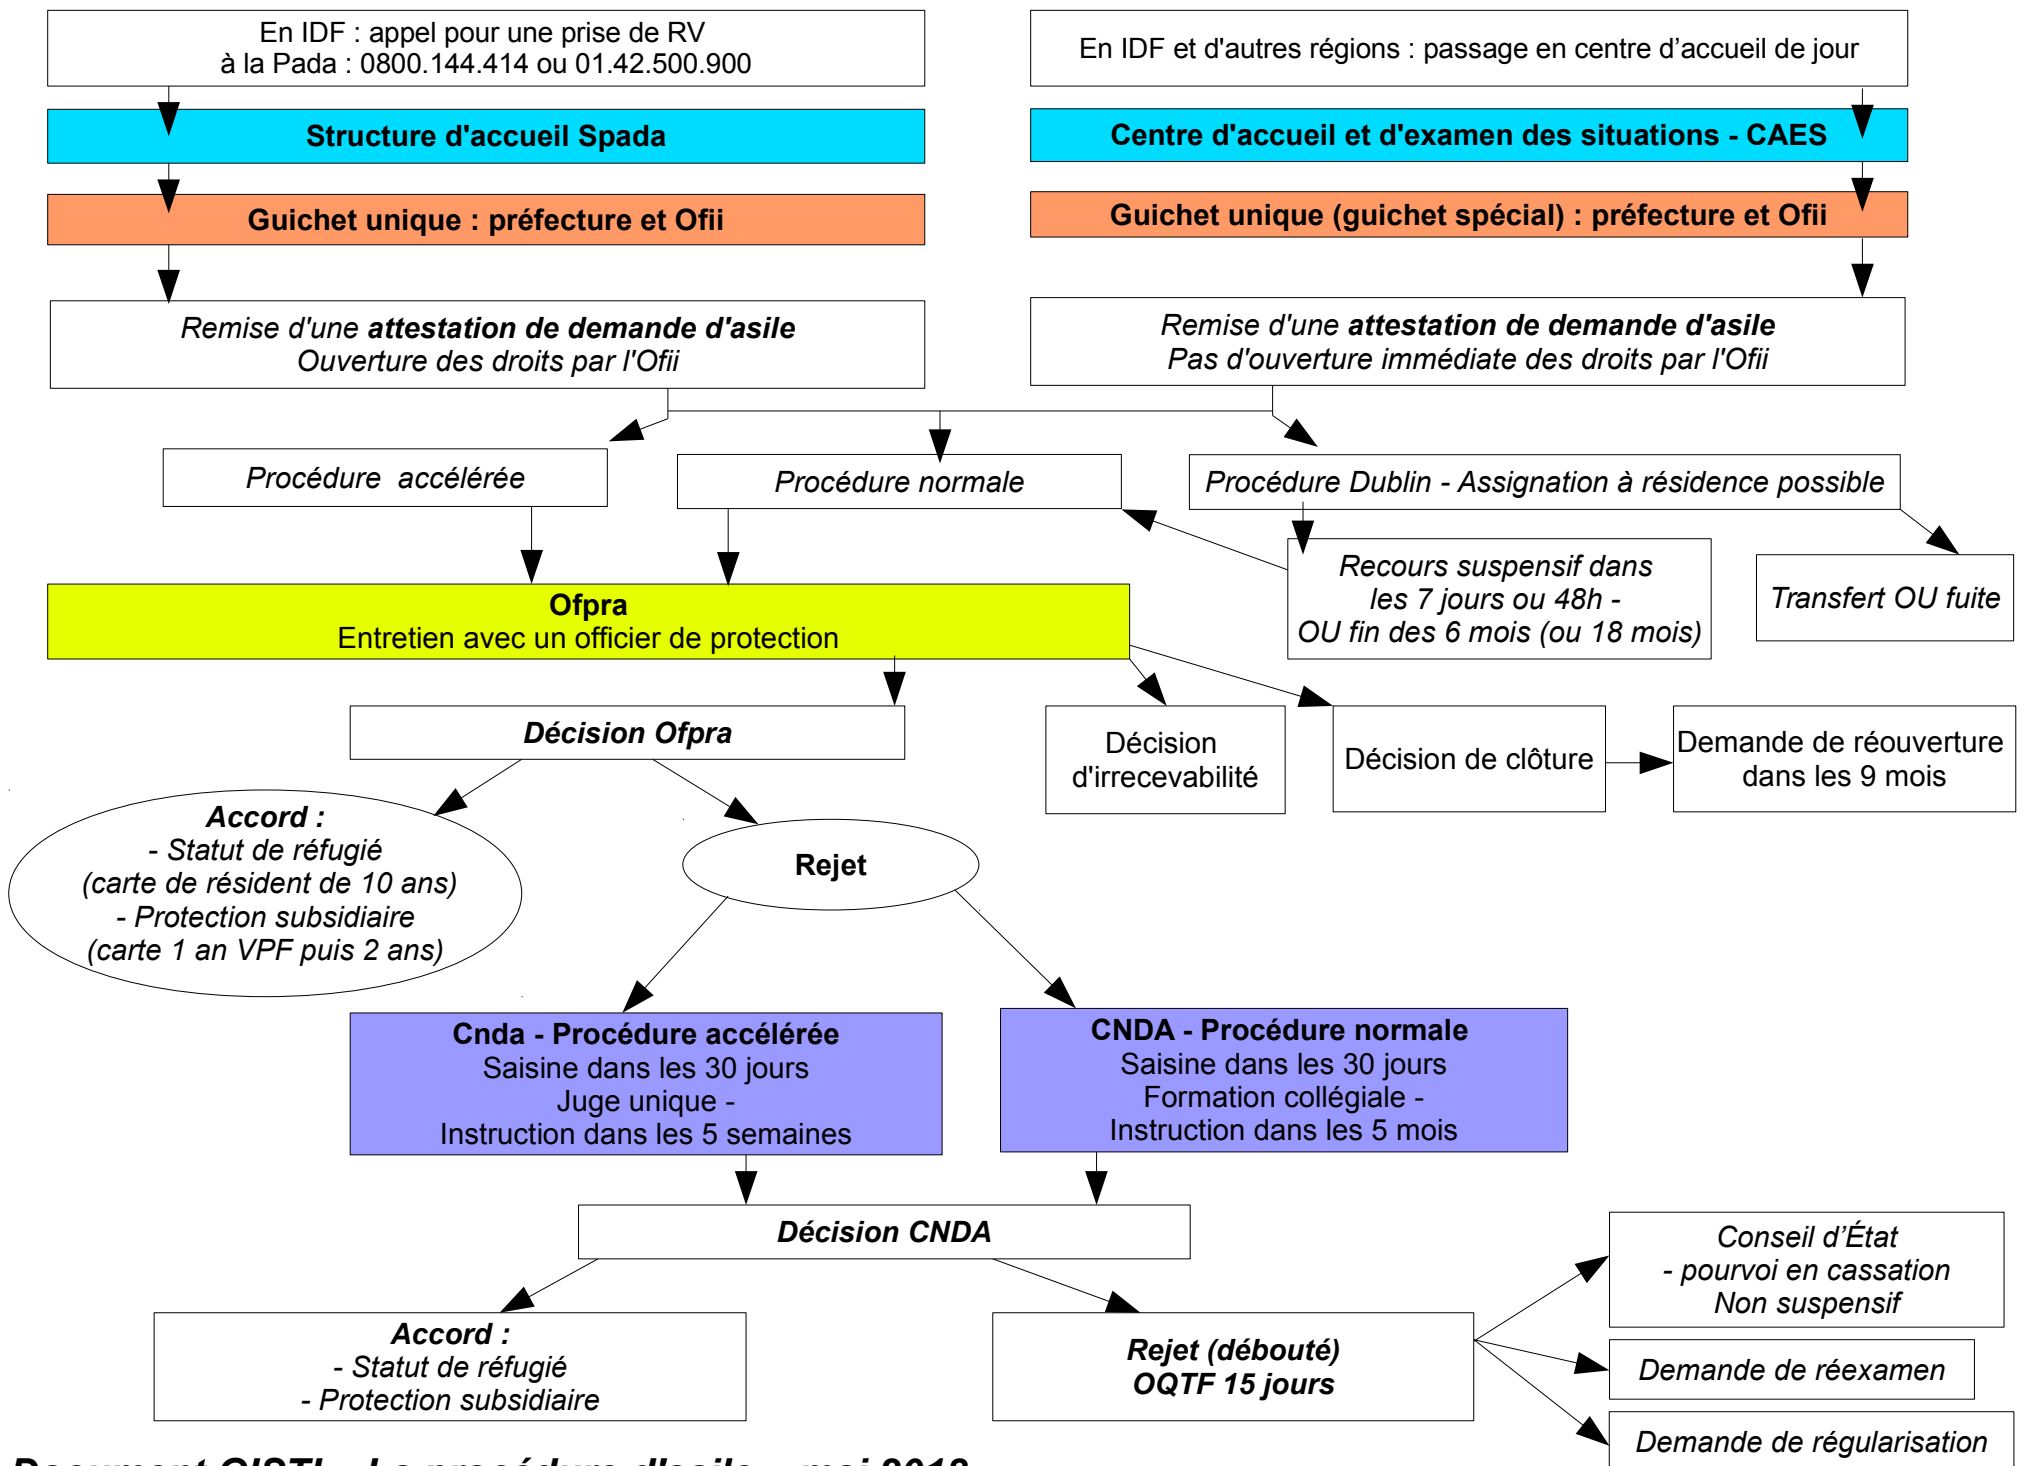 En IDF : appel pour une prise de RV
à la Pada : 0800.144.414 ou 01.42.500.900
En IDF et d'autres régions : passage en centre d’accueil de jour
Structure d'accueil Spada
Centre d'accueil et d'examen des situations - CAES
Guichet unique : préfecture et Ofii
Guichet unique (guichet spécial) : préfecture et Ofii
Remise d'une attestation de demande d'asile
Ouverture des droits par l'Ofii
Remise d'une attestation de demande d'asile
Pas d'ouverture immédiate des droits par l'Ofii
Procédure accélérée
Procédure normale
Procédure Dublin - Assignation à résidence possible
Recours suspensif dans
les 7 jours ou 48h -
OU fin des 6 mois (ou 18 mois)
Transfert OU fuite
Ofpra
Entretien avec un officier de protection
Décision Ofpra
Décision
d'irrecevabilité
Décision de clôture
Demande de réouverture
dans les 9 mois
Accord :
- Statut de réfugié
(carte de résident de 10 ans)
- Protection subsidiaire
(carte 1 an VPF puis 2 ans)
Rejet
Cnda - Procédure accélérée
Saisine dans les 30 jours
Juge unique -
Instruction dans les 5 semaines
CNDA - Procédure normale
Saisine dans les 30 jours
Formation collégiale -
Instruction dans les 5 mois
Décision CNDA
Accord :
- Statut de réfugié
- Protection subsidiaire
Rejet (débouté)
OQTF 15 jours
Conseil d’État
- pourvoi en cassation
Non suspensif
Demande de réexamen
Demande de régularisation
Document GISTI - La procédure d'asile - mai 2018